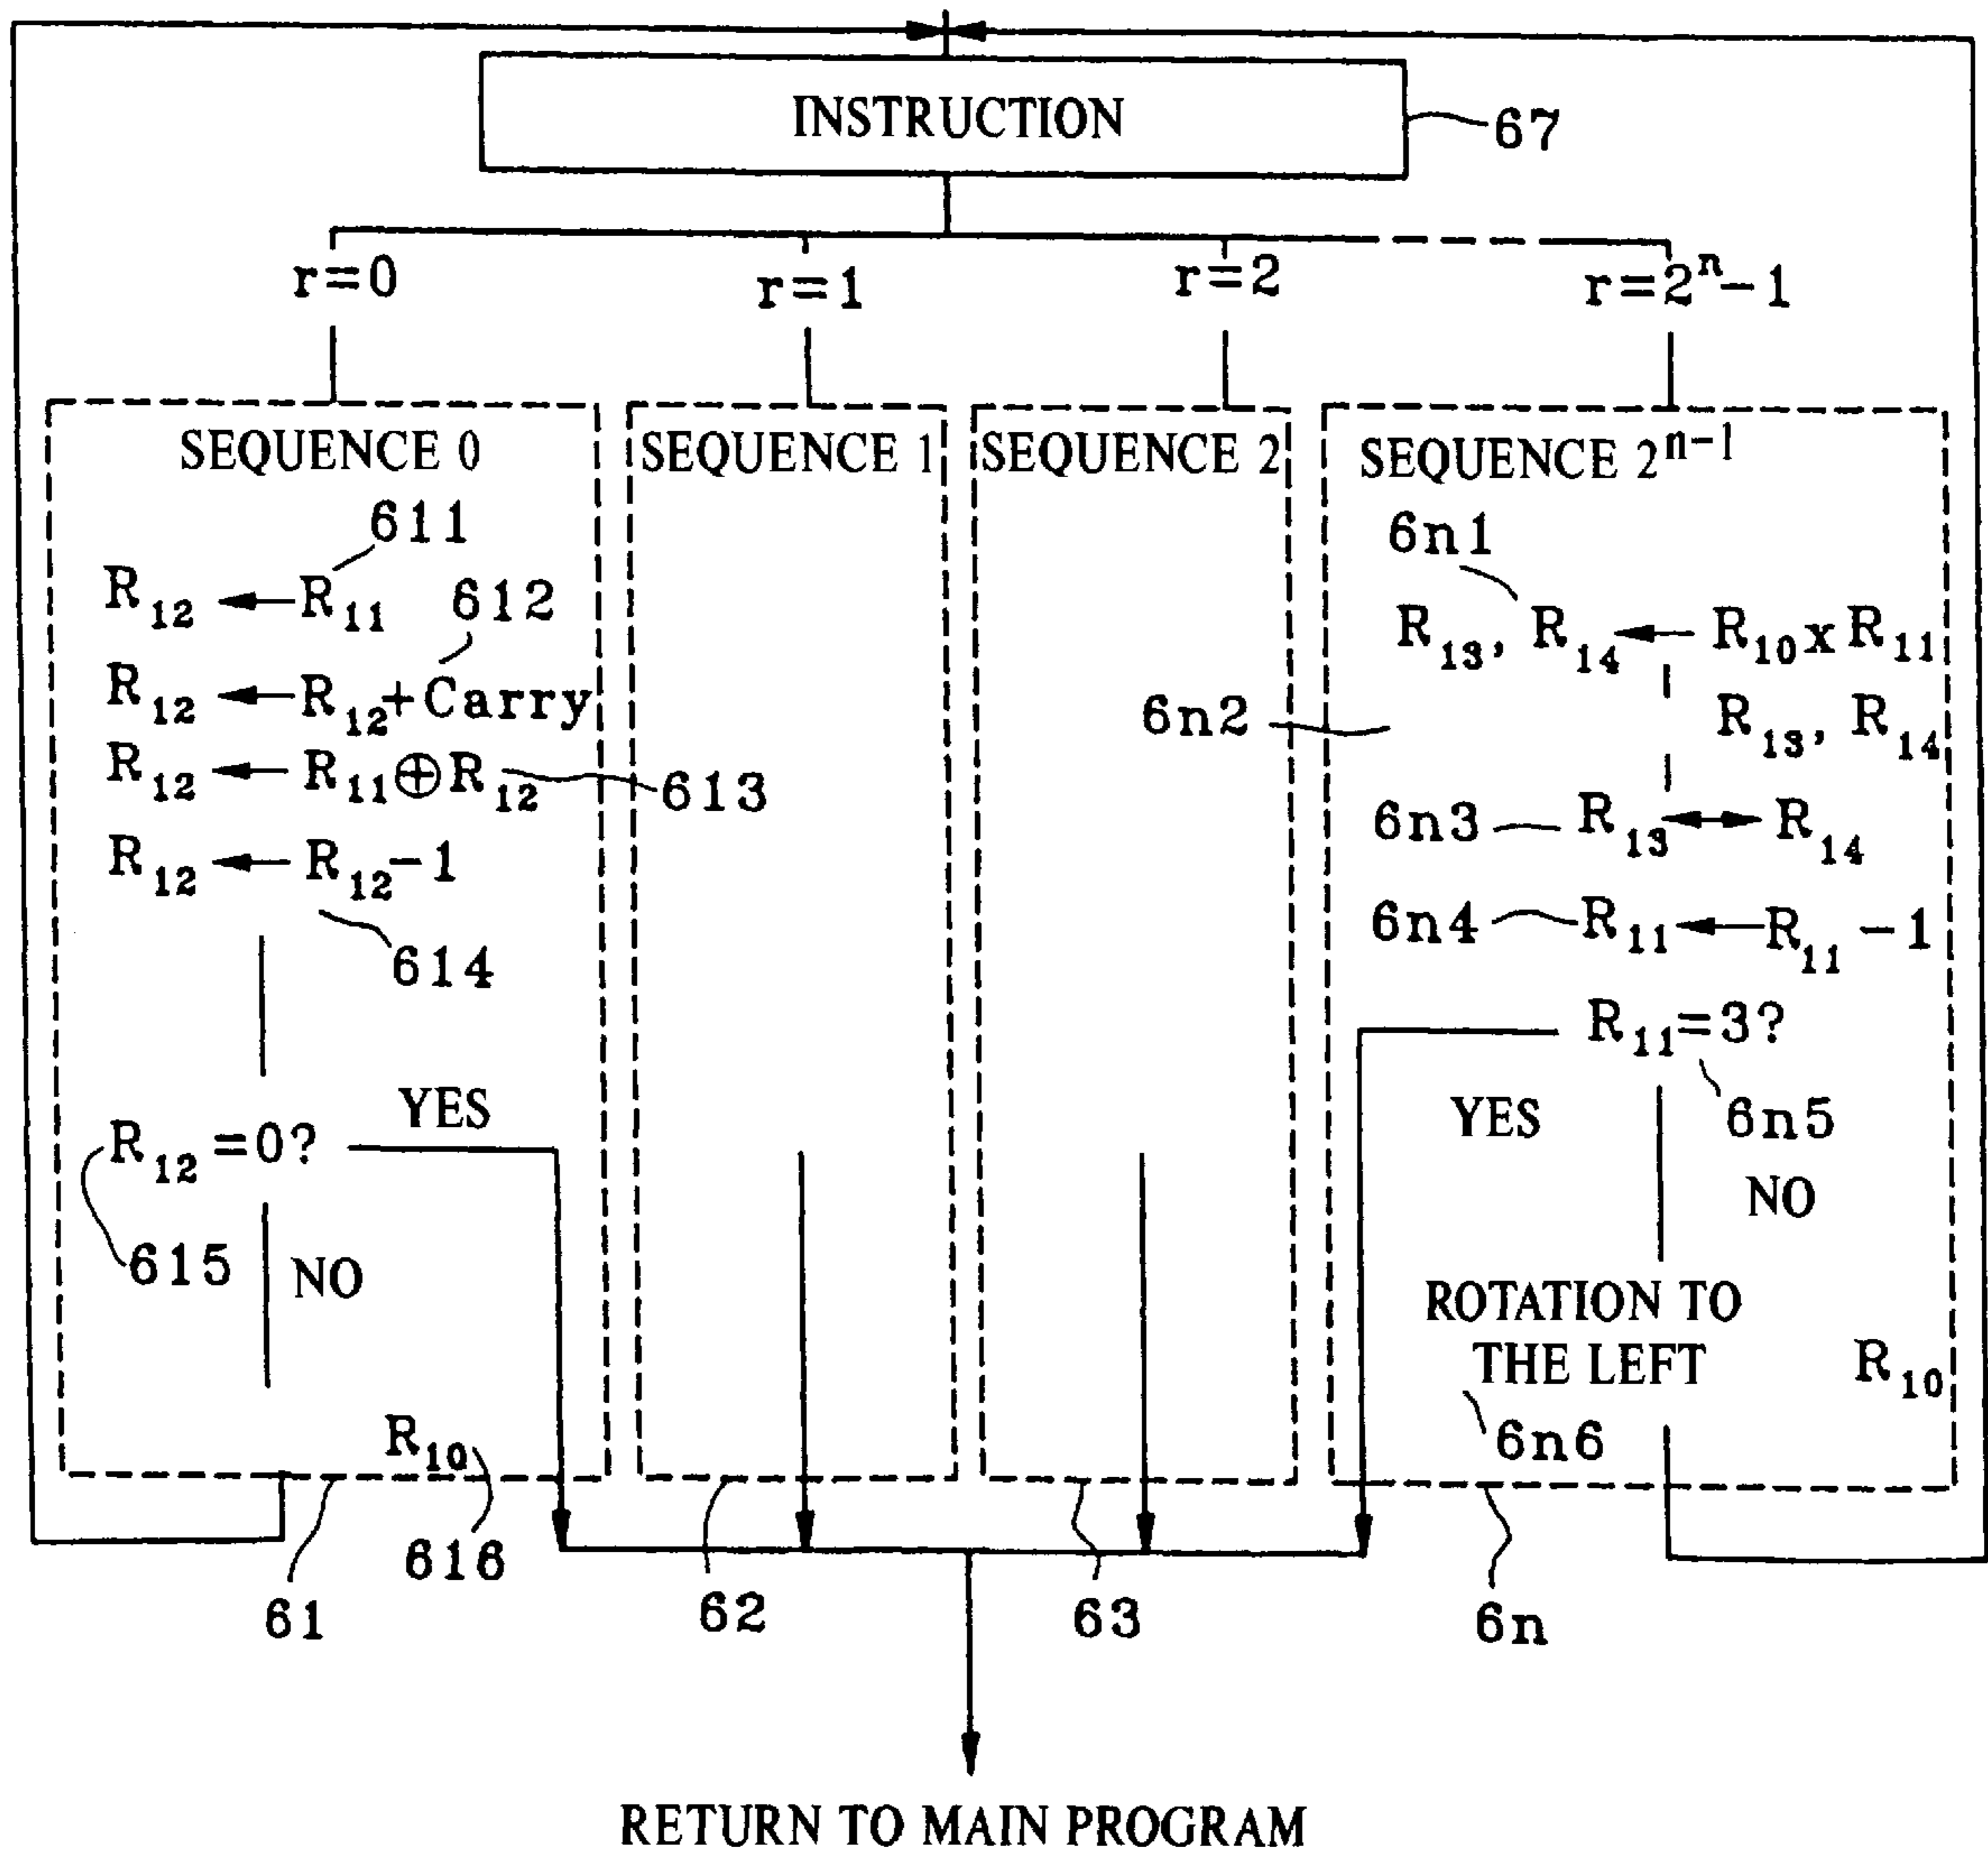 INSTRUCTION
67
r=0
r=1
r=2
r=2ⁿ-1
SEQUENCE 0
611
R₁₂ ← R₁₁
612
R₁₂ ← R₁₂+Carry
R₁₂ ← R₁₁⊕R₁₂
613
R₁₂ ← R₁₂-1
614
R₁₂=0?
YES
615
NO
R₁₀
616
61
SEQUENCE 1
62
SEQUENCE 2
63
SEQUENCE 2ⁿ⁻¹
6n1
R₁₃, R₁₄ ← R₁₀xR₁₁
6n2
R₁₃, R₁₄
6n3
R₁₃ ↔ R₁₄
6n4
R₁₁ ← R₁₁-1
R₁₁=3?
YES
6n5
NO
ROTATION TO
THE LEFT
R₁₀
6n6
6n
RETURN TO MAIN PROGRAM